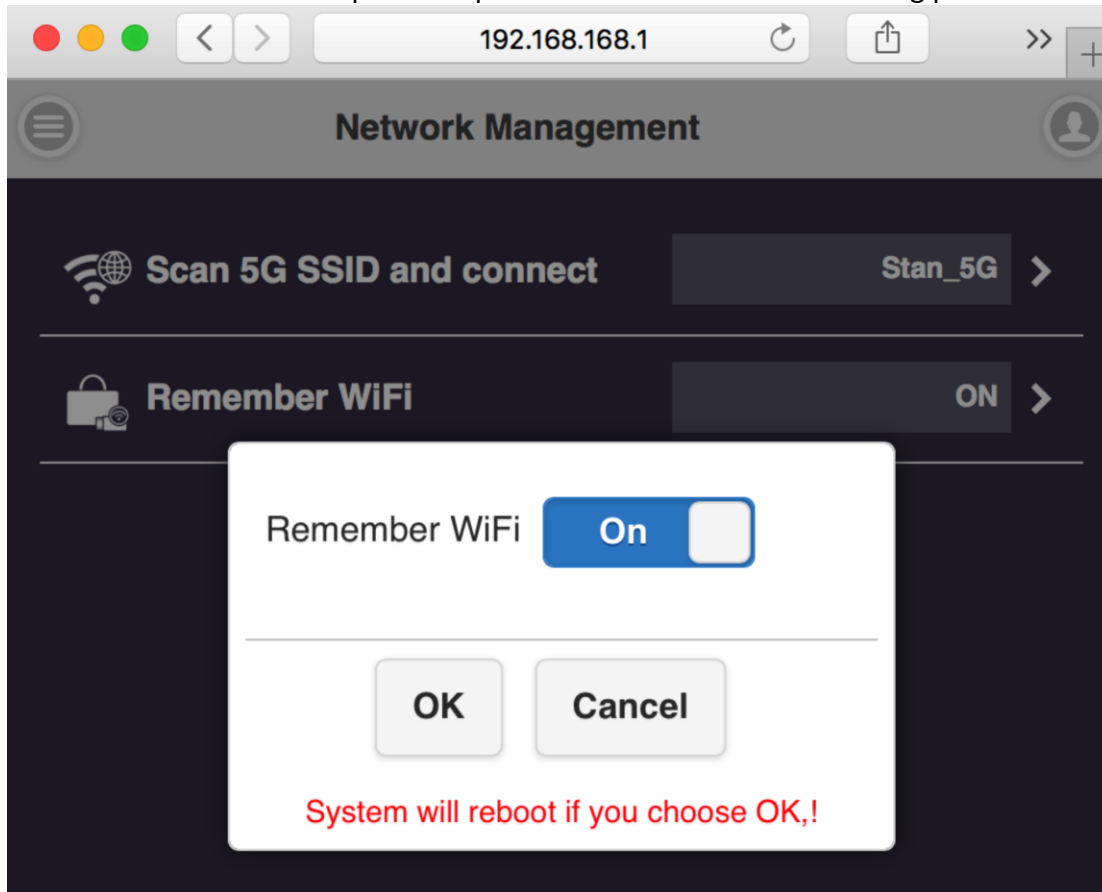 192.168.168.1
Network Management
Scan 5G SSID and connect Stan_5G
Remember WiFi ON
Remember WiFi On
OK Cancel
System will reboot if you choose OK,!